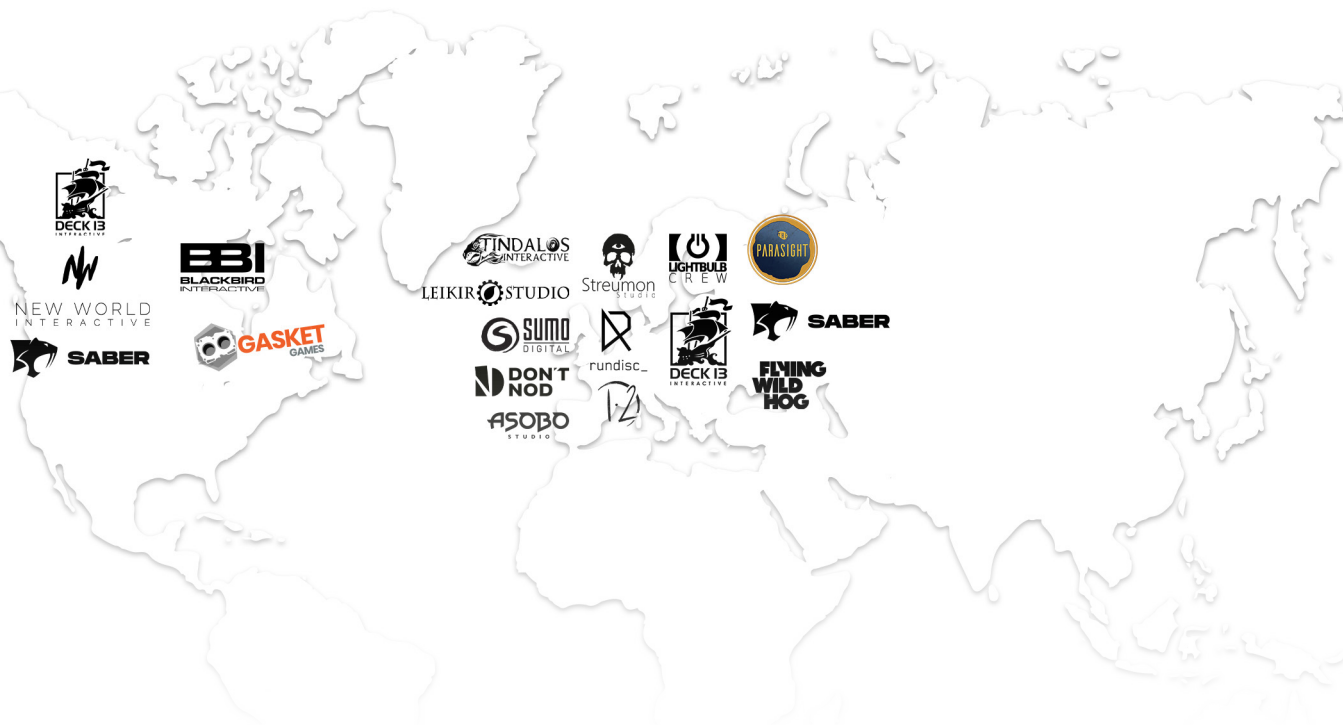 DECK 13
INTERACTIVE
NEW WORLD
INTERACTIVE
SABER
BBI
BLACKBIRD
INTERACTIVE
GASKET
GAMES
TINDALOS
INTERACTIVE
LEIKIR STUDIO
SUMO
DIGITAL
DON'T
NOD
ASOBO
STUDIO
Streumon
Studio
rundisc_
LIGHTBULB
CREW
DECK 13
INTERACTIVE
PARASIGHT
SABER
FLYING
WILD
HOG